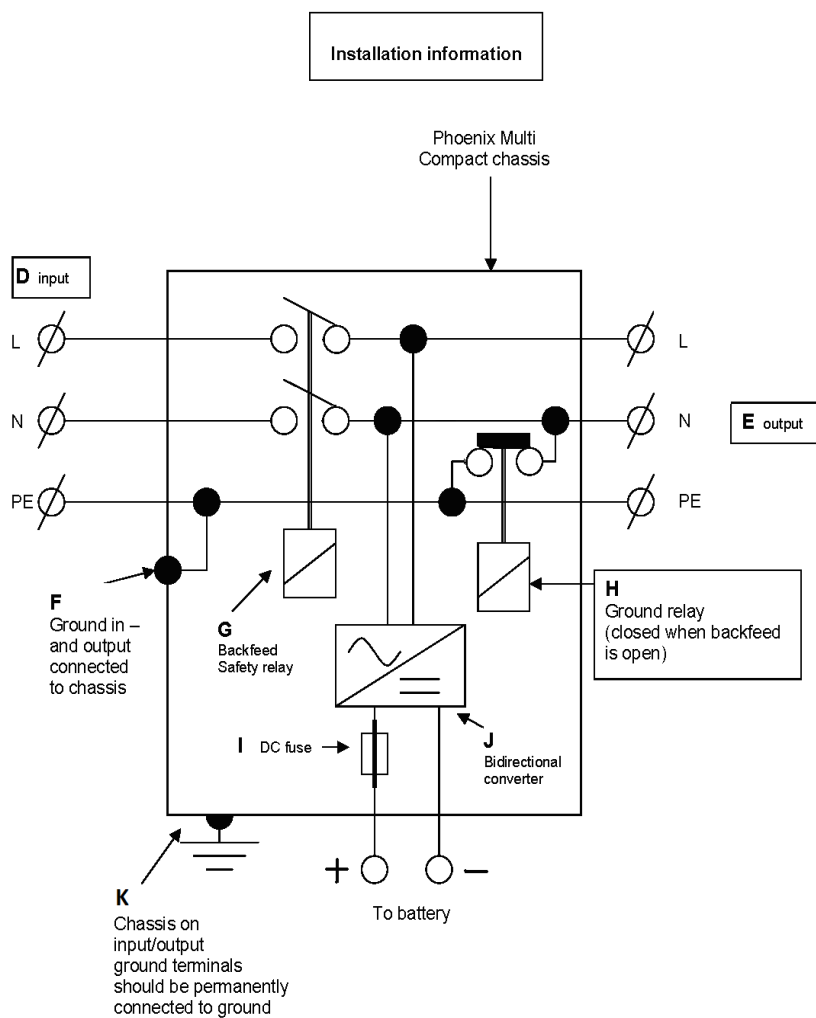 Installation information
Phoenix Multi
Compact chassis
D input
L
L
N
N
E output
PE
PE
F
Ground in –
and output
connected
to chassis
G
Backfeed
Safety relay
H
Ground relay
(closed when backfeed
is open)
I DC fuse
J
Bidirectional
converter
+
–
To battery
K
Chassis on
input/output
ground terminals
should be permanently
connected to ground